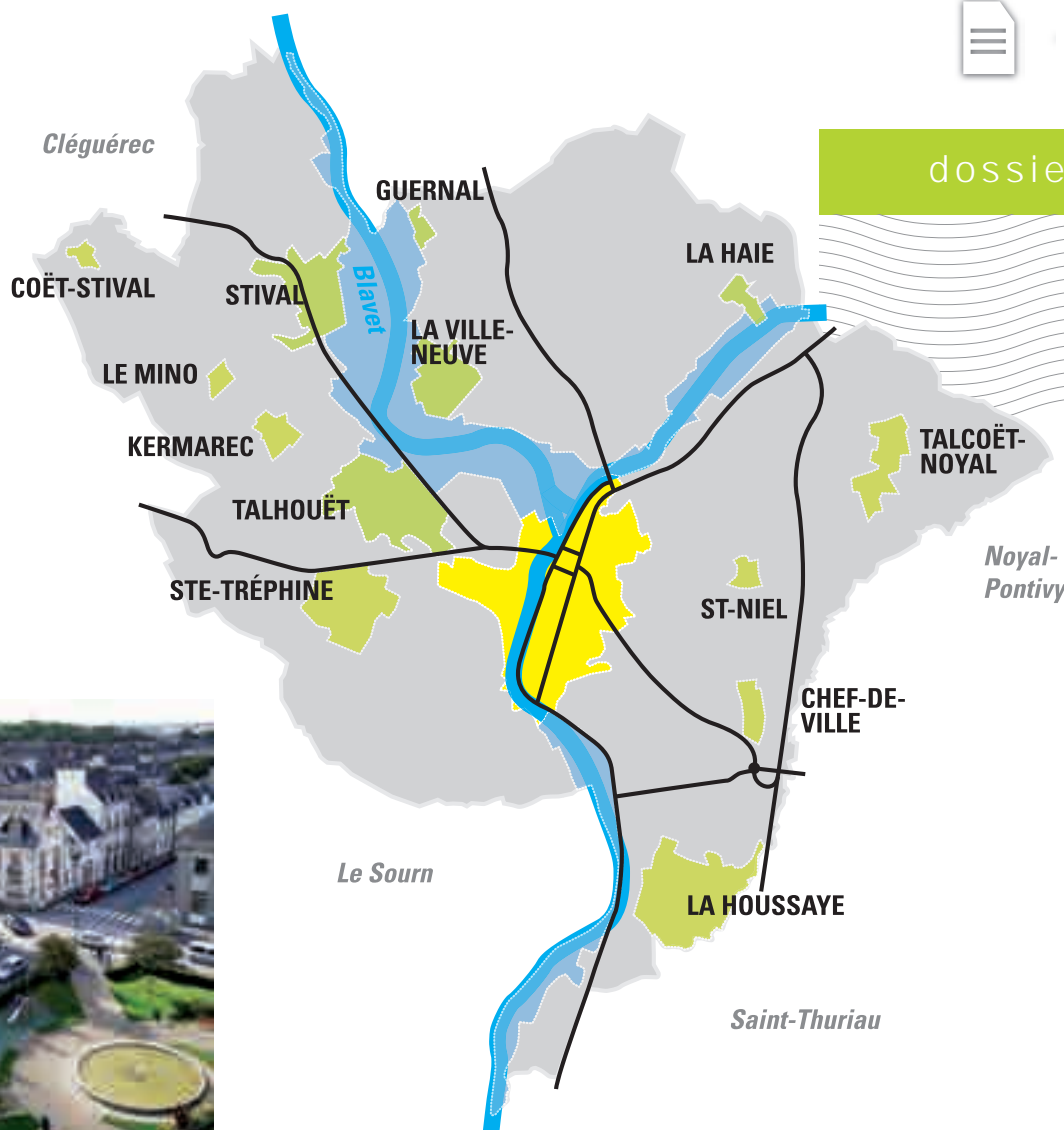 Cléguérec
dossie
GUERNAL
LA HAIE
COËT-STIVAL
STIVAL
Blavet
LA VILLE-
NEUVE
LE MINO
KERMAREC
TALCOËT-
NOYAL
TALHOUËT
Noyal-
Pontivy
STE-TRÉPHINE
ST-NIEL
CHEF-DE-
VILLE
Le Sourn
LA HOUSSAYE
Saint-Thuriau